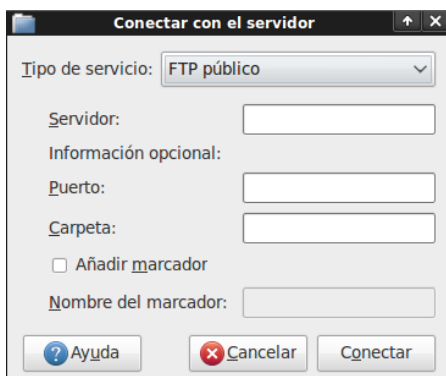 Conectar con el servidor
Tipo de servicio: FTP público
Servidor:
Información opcional:
Puerto:
Carpeta:
Añadir marcador
Nombre del marcador:
Ayuda Cancelar Conectar